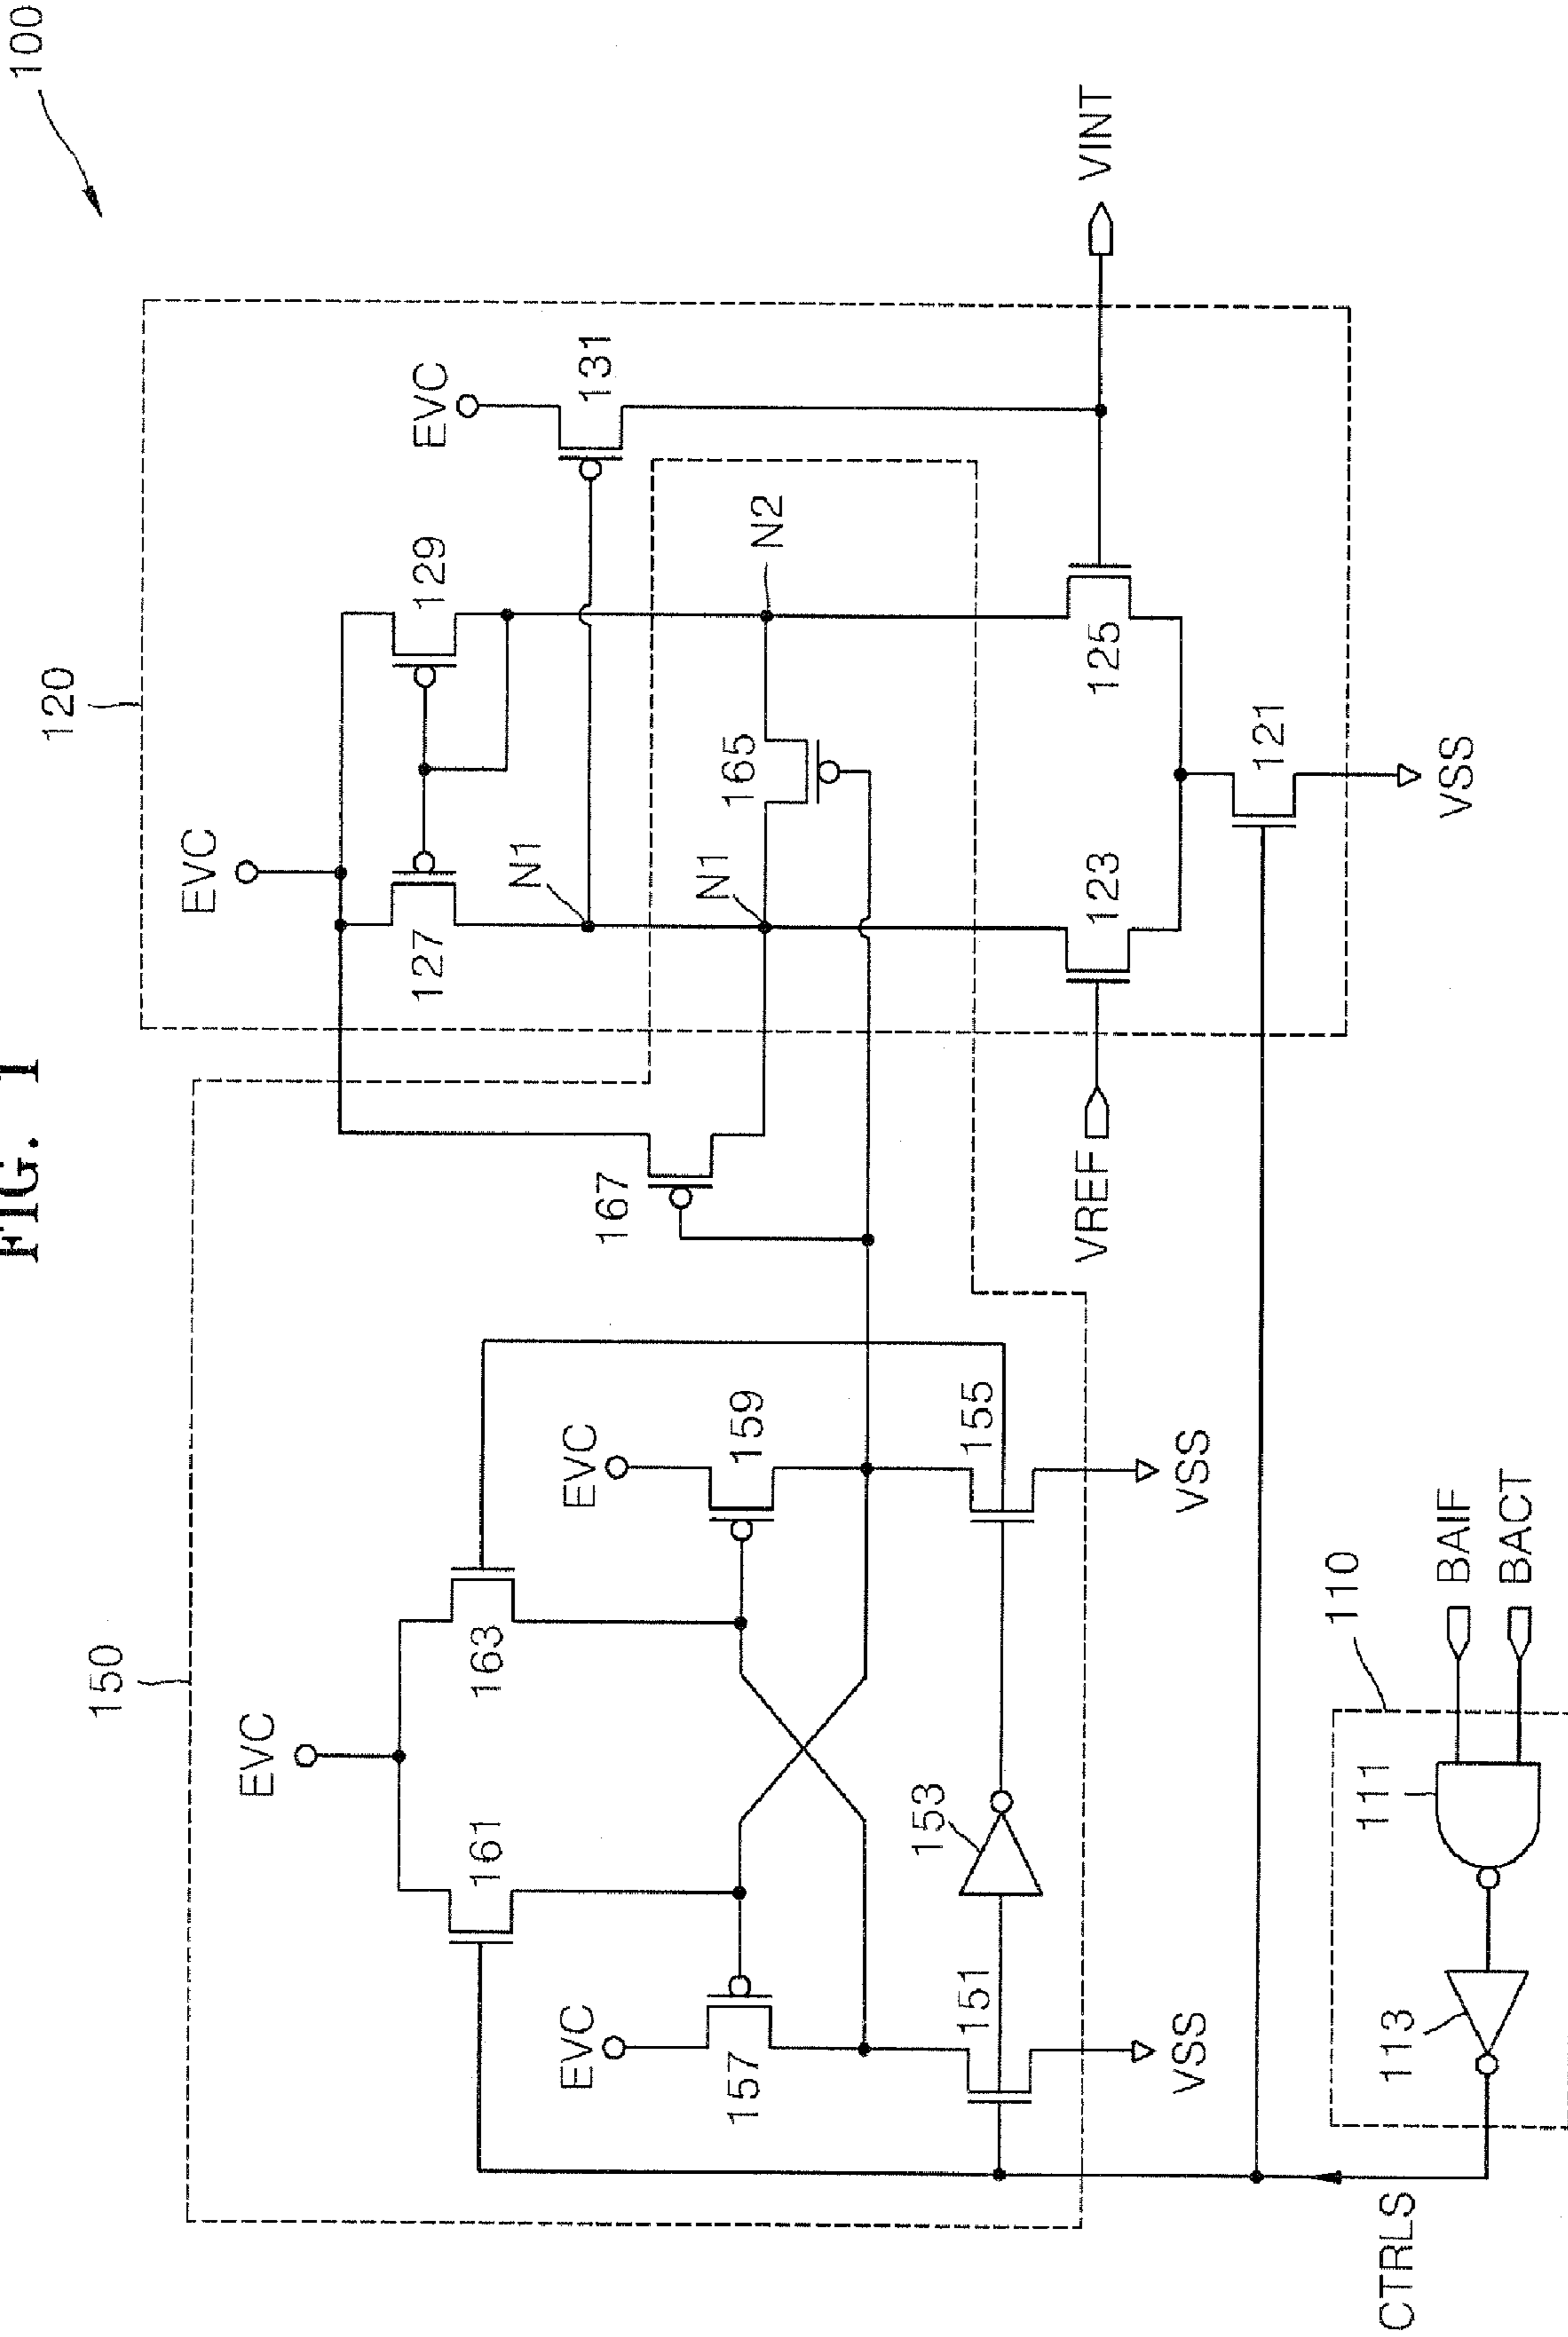 FIG. 1
100
120
EVC
EVC
127
129
131
N1
N1
N2
165
167
123
125
121
VREF
VINT
VSS
150
EVC
161
163
EVC
157
EVC
159
151
153
155
VSS
VSS
110
111
113
BAIF
BACT
CTRLS